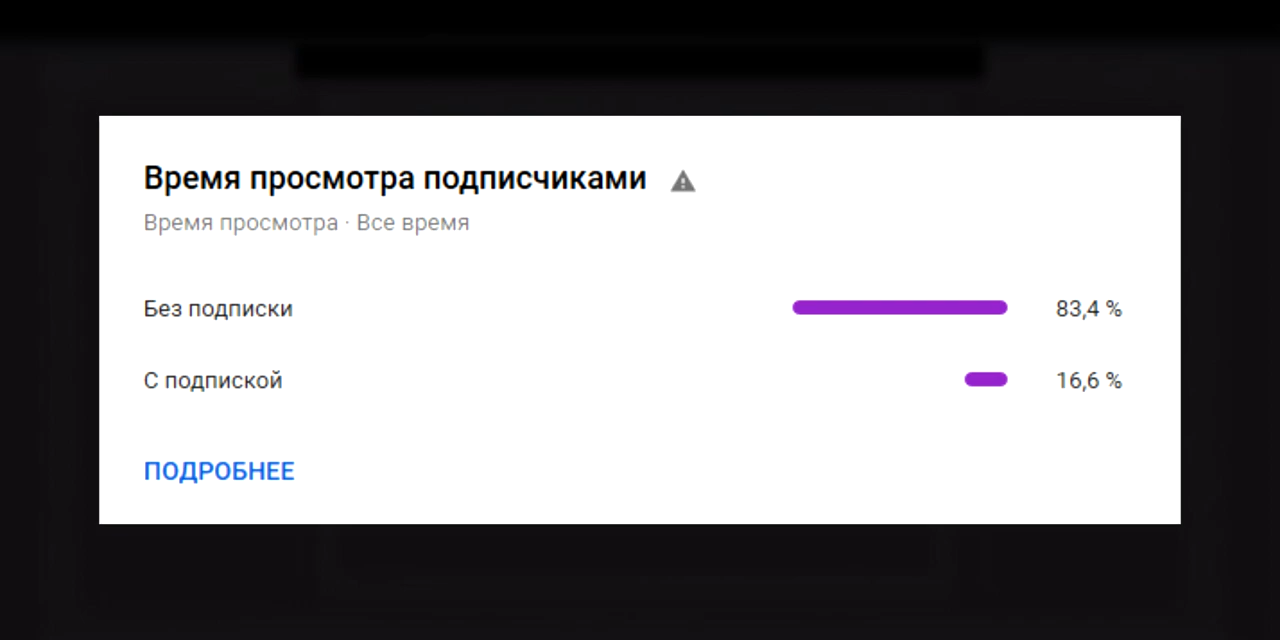 Время просмотра подписчиками
Время просмотра · Все время
Без подписки 83,4 %
С подпиской 16,6 %
ПОДРОБНЕЕ